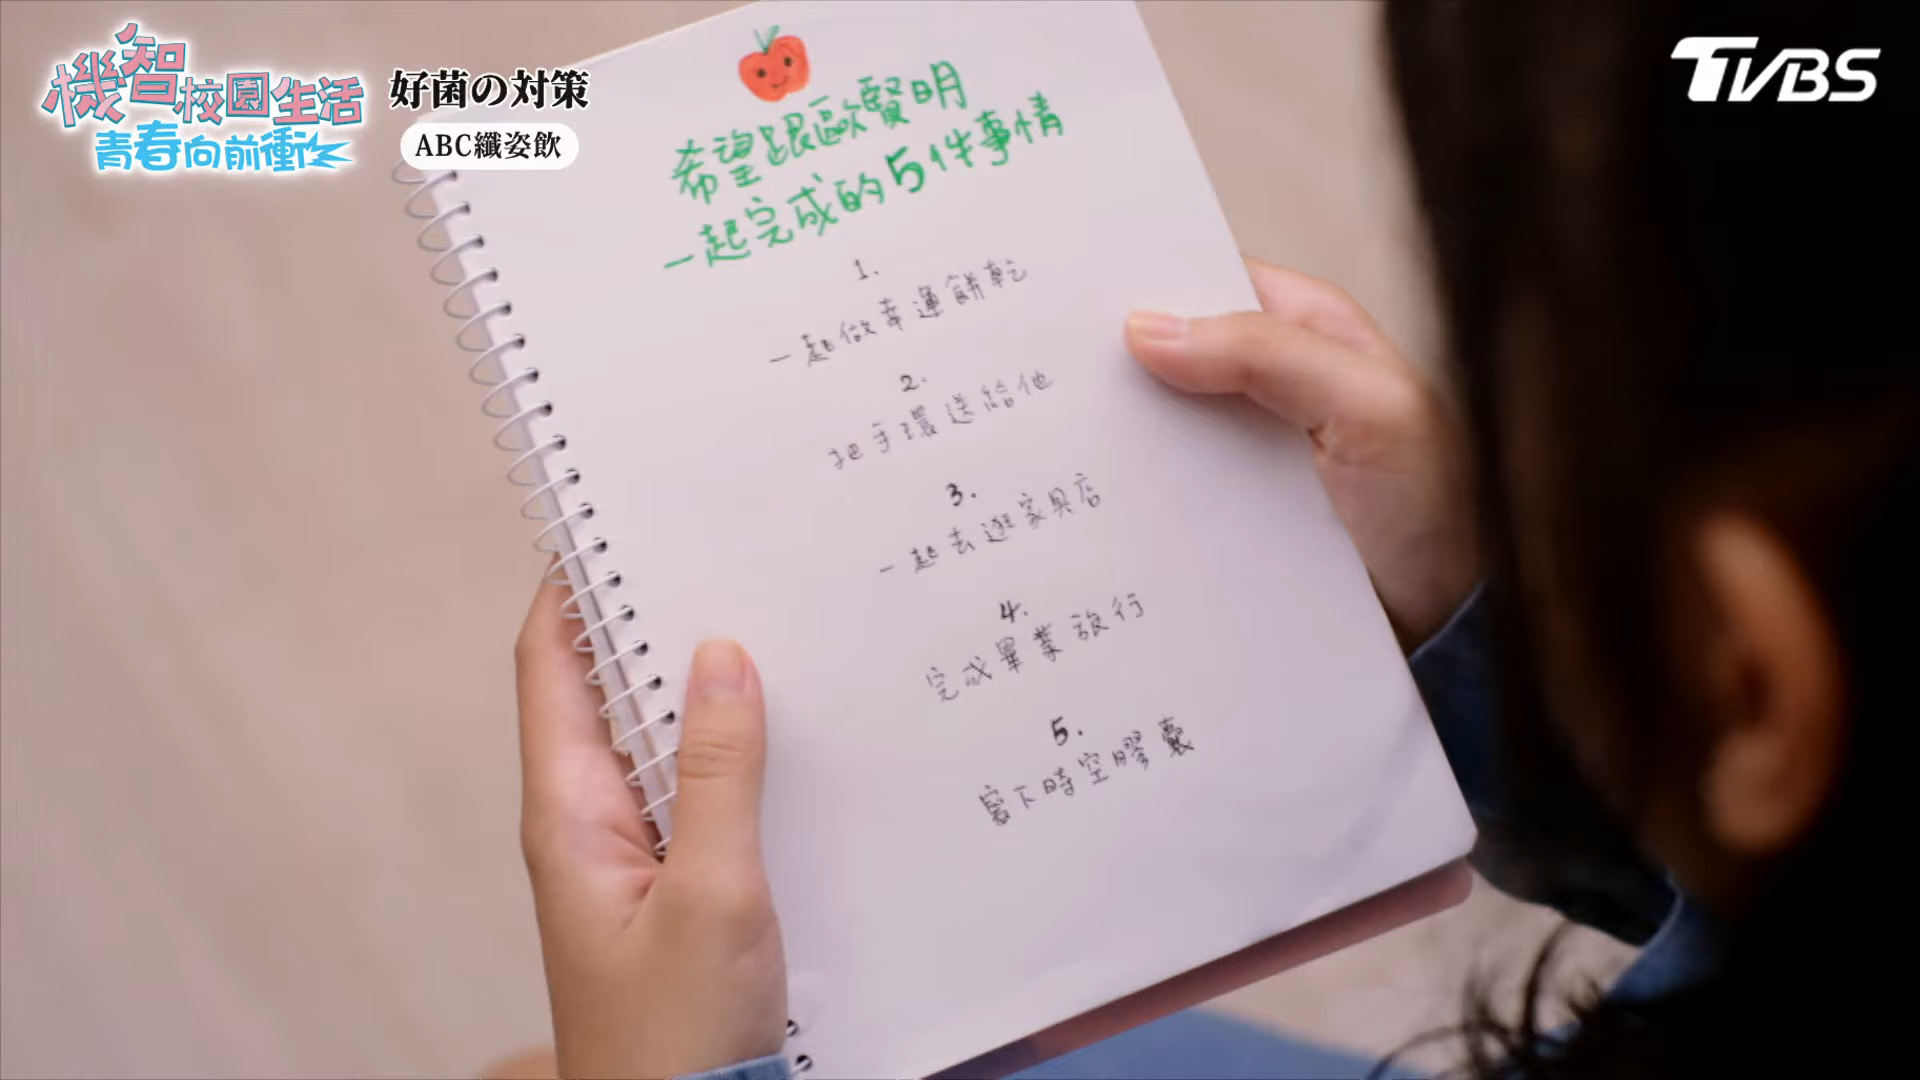 機智校園生活
青春向前衝
好菌の対策
ABC纖姿飲
TVBS
希望跟歐賢明
一起完成的5件事情
1.
一起做幸運餅乾
2.
把手環送給他
3.
一起去逛家具店
4.
完成畢業旅行
5.
窩下時空膠囊